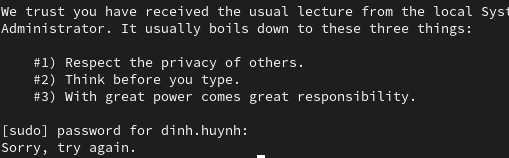 We trust you have received the usual lecture from the local Syst
Administrator. It usually boils down to these three things:
#1) Respect the privacy of others.
#2) Think before you type.
#3) With great power comes great responsibility.
[sudo] password for dinh.huynh:
Sorry, try again.